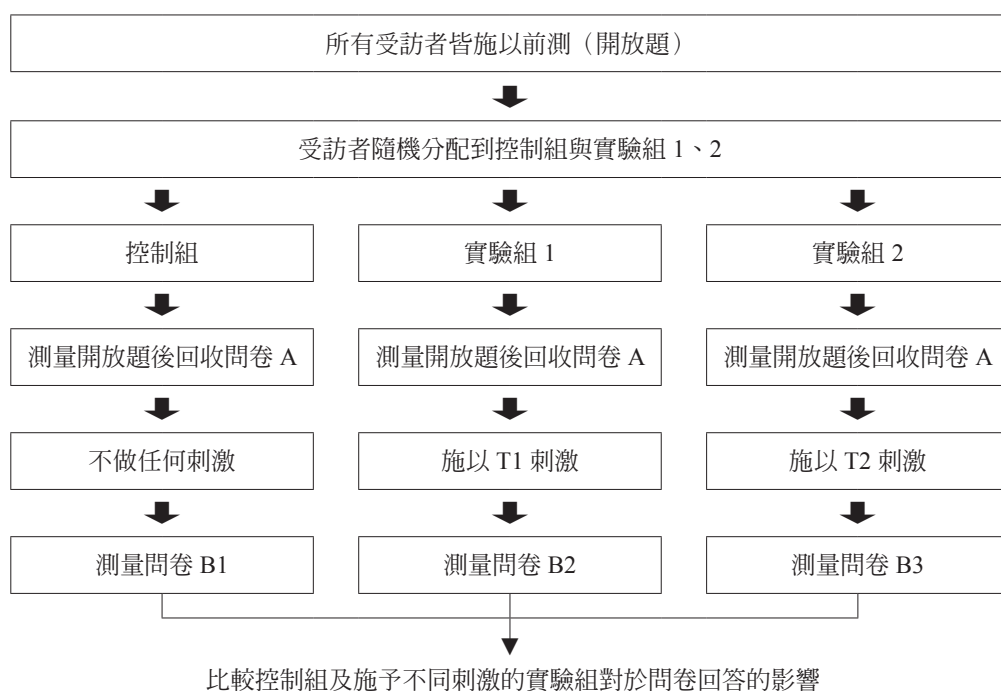 所有受訪者皆施以前測（開放題）
受訪者隨機分配到控制組與實驗組 1、2
控制組
實驗組 1
實驗組 2
測量開放題後回收問卷 A
測量開放題後回收問卷 A
測量開放題後回收問卷 A
不做任何刺激
施以 T1 刺激
施以 T2 刺激
測量問卷 B1
測量問卷 B2
測量問卷 B3
比較控制組及施予不同刺激的實驗組對於問卷回答的影響